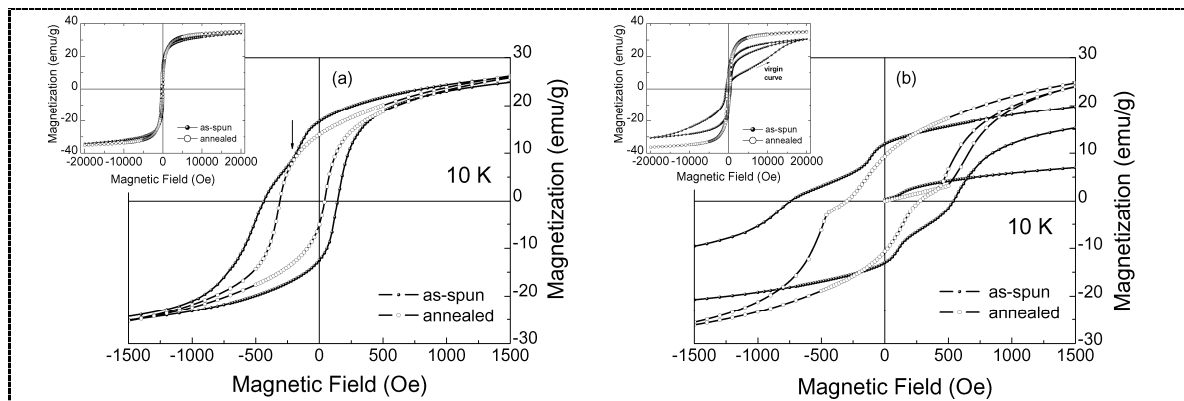 Magnetization (emu/g)
40
20
0
-20
-40
-20000
-10000
0
10000
20000
Magnetic Field (Oe)
as-spun
annealed
(a)
10 K
as-spun
annealed
30
20
10
0
-10
-20
-30
Magnetization (emu/g)
-1500
-1000
-500
0
500
1000
1500
Magnetic Field (Oe)
Magnetization (emu/g)
40
20
0
-20
-40
-20000
-10000
0
10000
20000
Magnetic Field (Oe)
virgin
curve
as-spun
annealed
(b)
10 K
as-spun
annealed
30
20
10
0
-10
-20
-30
Magnetization (emu/g)
-1500
-1000
-500
0
500
1000
1500
Magnetic Field (Oe)